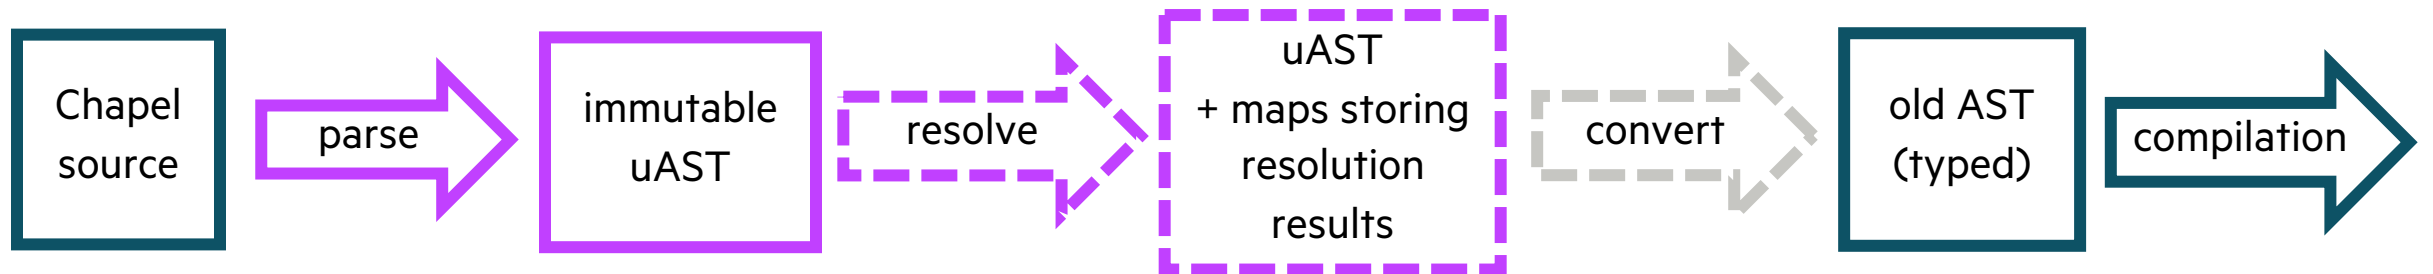 Chapel
source
parse
immutable
uAST
resolve
uAST
+ maps storing
resolution
results
convert
old AST
(typed)
compilation